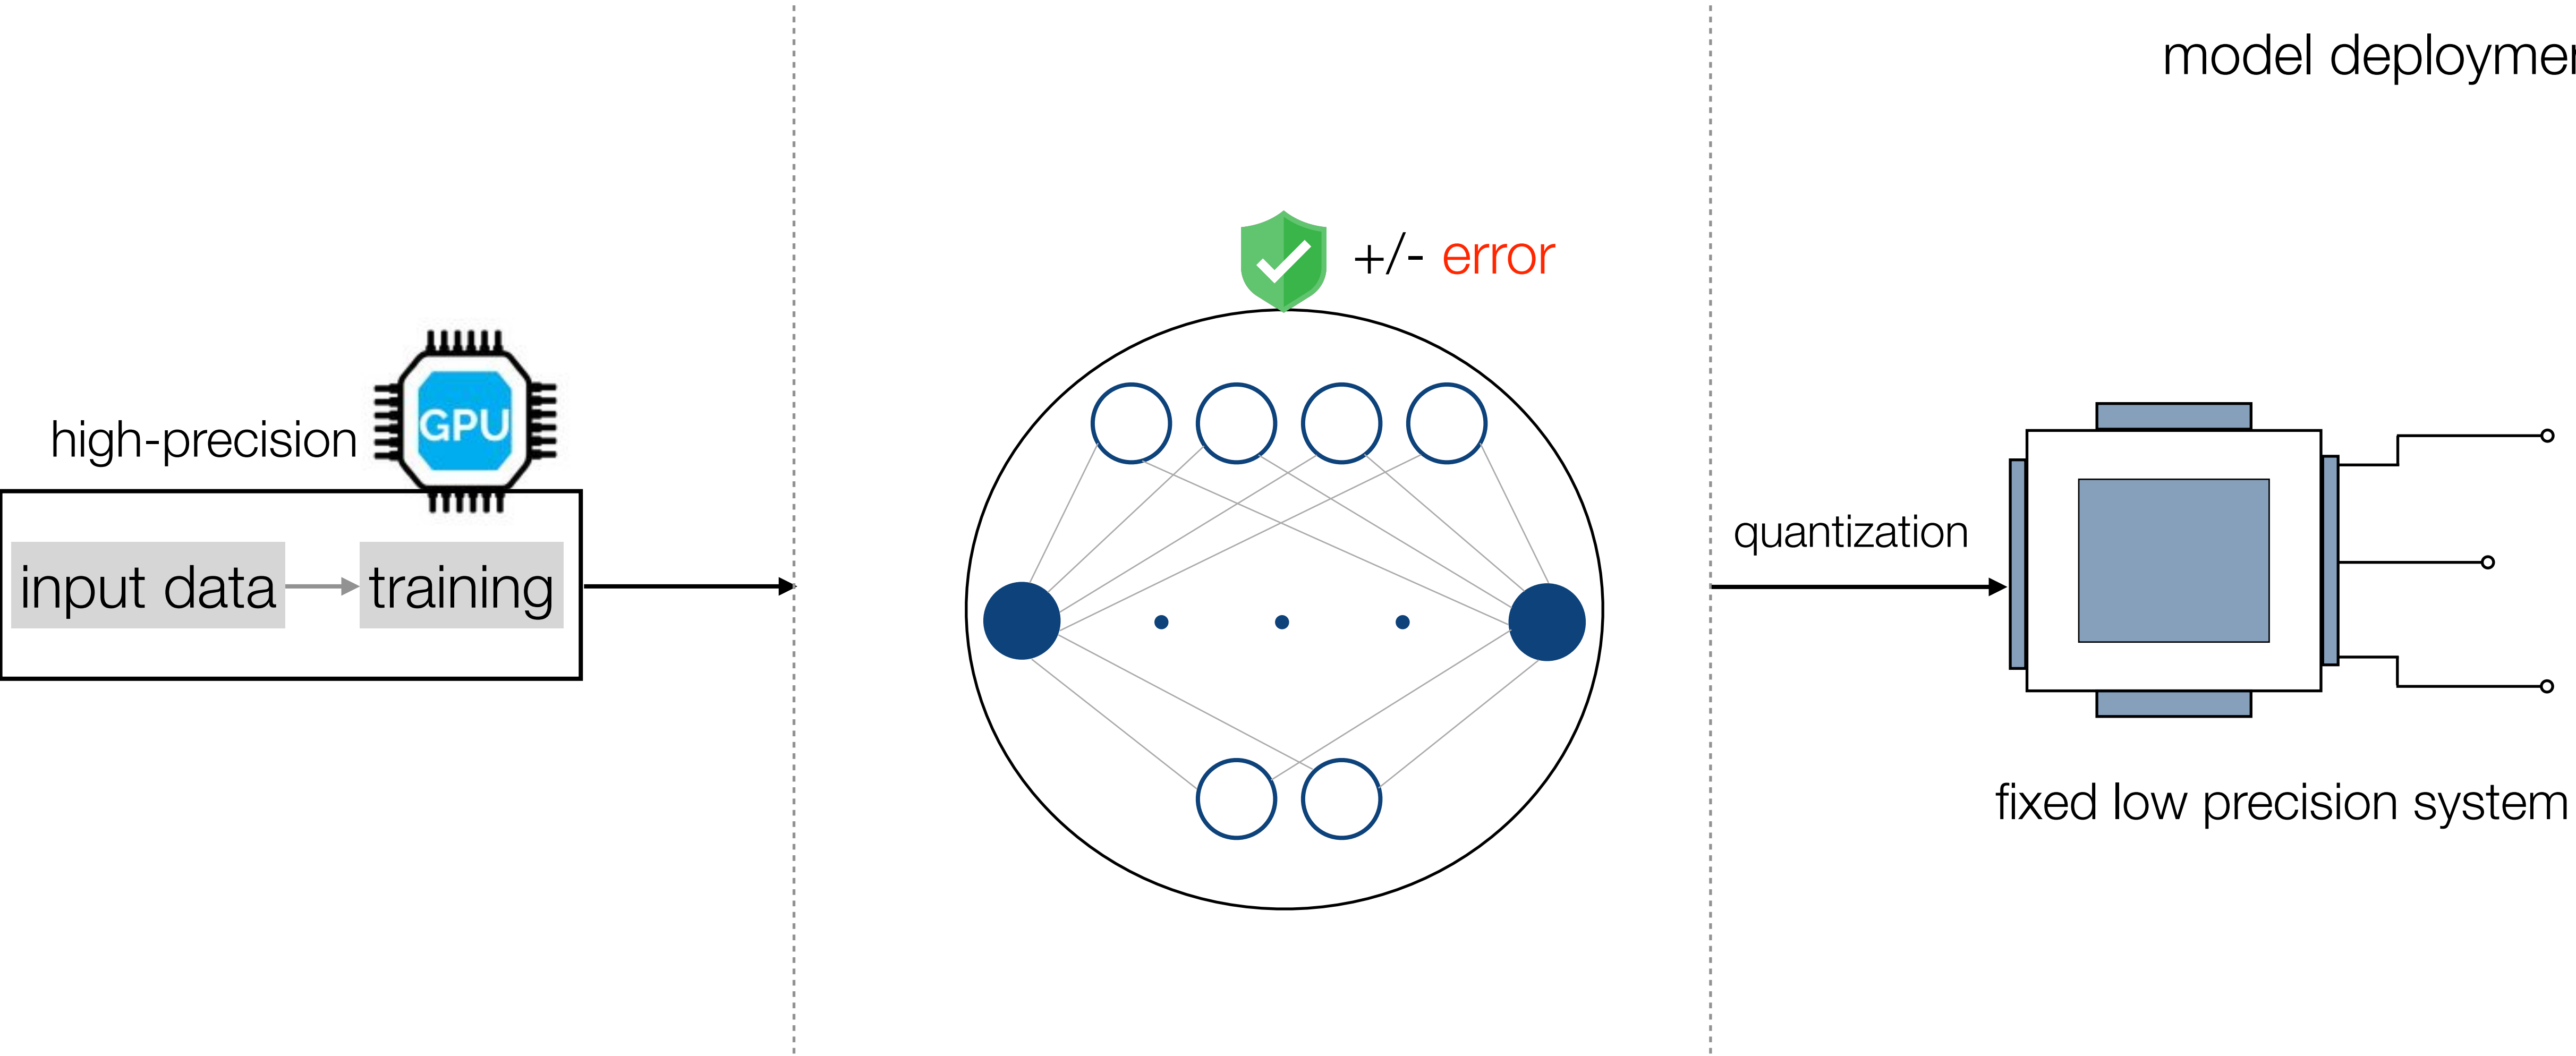 model deploymen
+/- error
GPU
high-precision
quantization
input data
training
fixed low precision system